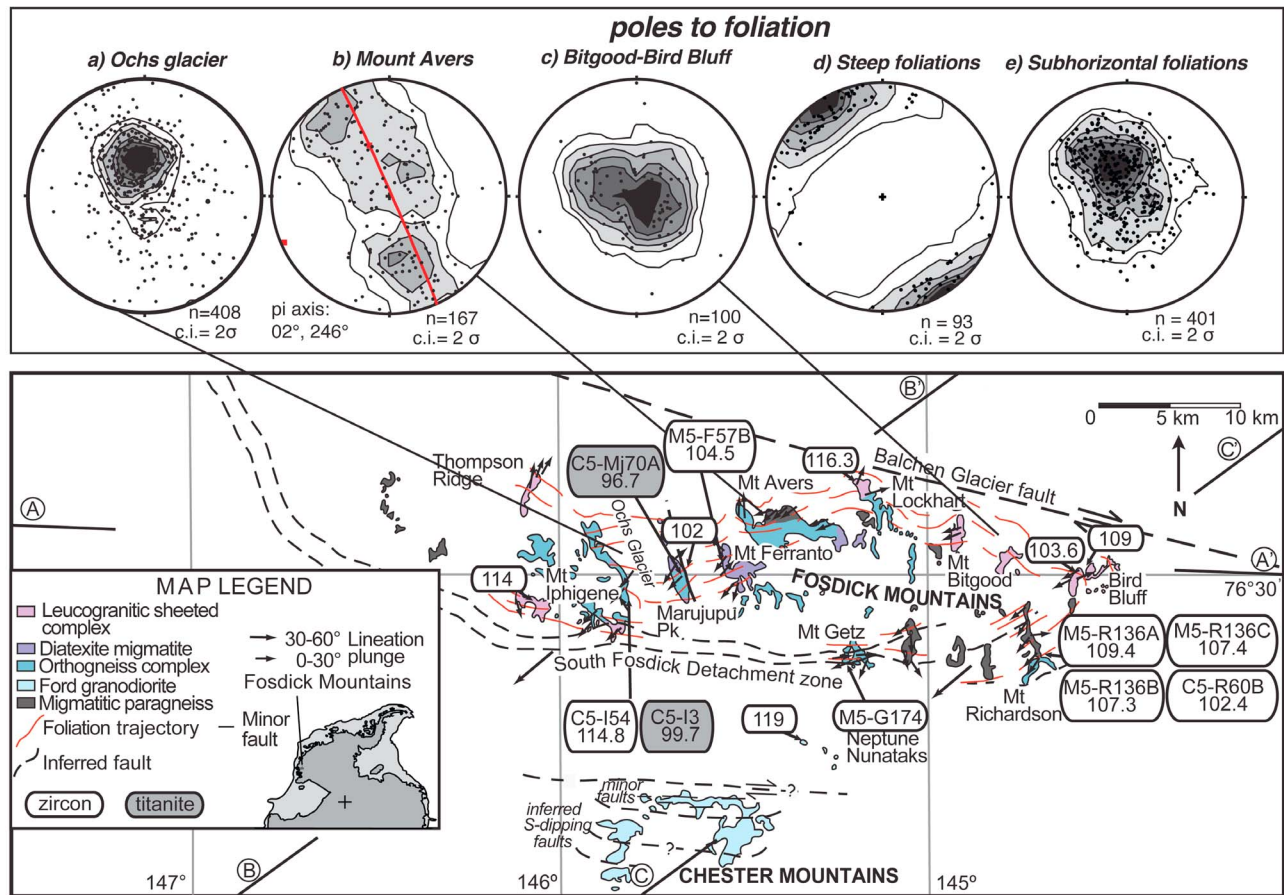 poles to foliation
a) Ochs glacier
b) Mount Avers
c) Bitgood-Bird Bluff
d) Steep foliations
e) Subhorizontal foliations
n=408
c.i.= 2σ
pi axis:
02°, 246°
n=167
c.i.= 2 σ
n=100
c.i.= 2 σ
n = 93
c.i.= 2 σ
n = 401
c.i.= 2 σ
B'
0 5 km 10 km
C'
N
M5-F57B
104.5
C5-Mj70A
96.7
Thompson
Ridge
116.3
Balchen Glacier fault
Mt Avers
Mt
Lockhart
A
Ochs Glacier
102
Mt Ferranto
103.6
109
A'
76°30'
114
Mt
Iphigene
FOSDICK MOUNTAINS
Mt
Bitgood
Bird
Bluff
Marujupu
Pk.
Mt Getz
South Fosdick Detachment zone
Mt
Richardson
M5-R136A
109.4
M5-R136C
107.4
M5-R136B
107.3
C5-R60B
102.4
C5-I54
114.8
C5-I3
99.7
119
M5-G174
Neptune
Nunataks
minor
faults
?
inferred
S-dipping
faults
?
CHESTER MOUNTAINS
MAP LEGEND
Leucogranitic sheeted
complex
Diatexite migmatite
Orthogneiss complex
Ford granodiorite
Migmatitic paragneiss
Foliation trajectory
Inferred fault
30-60° Lineation
0-30° plunge
Fosdick Mountains
Minor
fault
zircon
titanite
B
C
147°
146°
145°